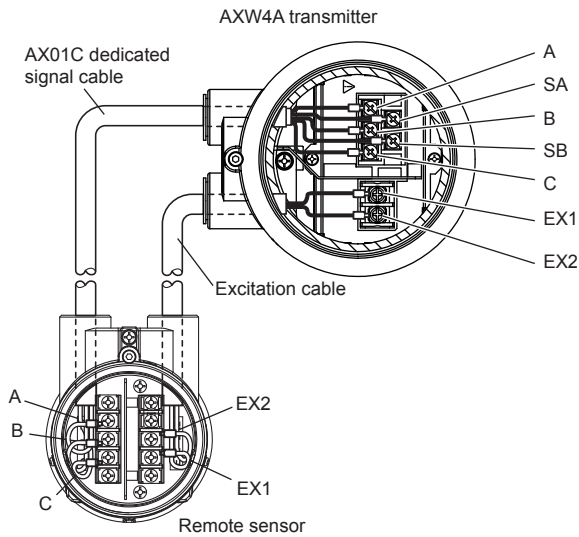 AXW4A transmitter
AX01C dedicated
signal cable
A
SA
B
SB
C
EX1
EX2
Excitation cable
A
B
C
EX2
EX1
Remote sensor